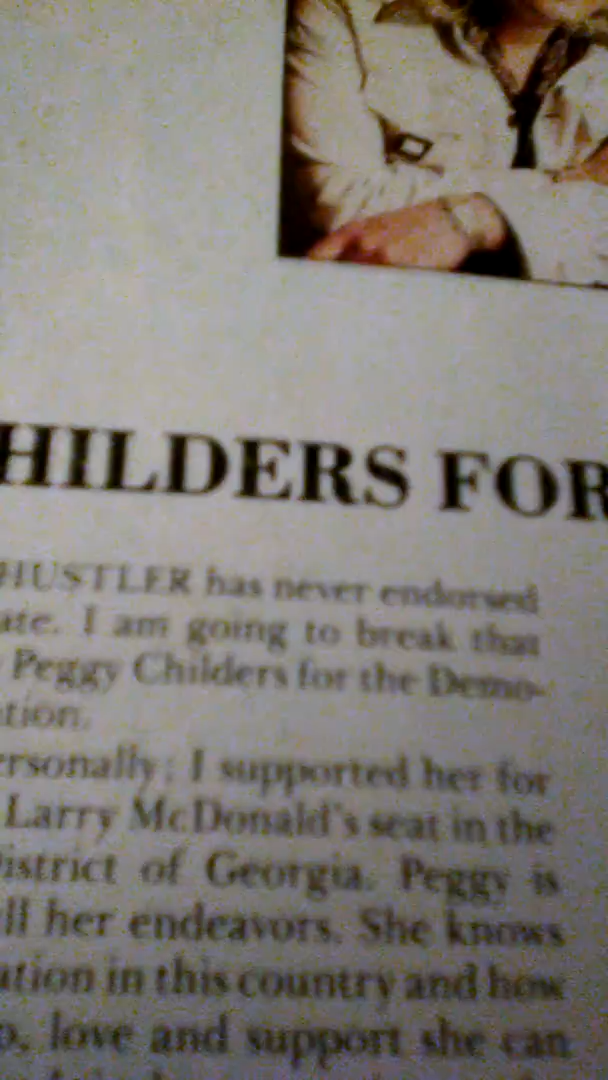 HILDERS FOR
HUSTLER has never endorsed
ate. I am going to break that
Peggy Childers for the Demo-
tion.
ersonally; I supported her for
Larry McDonald's seat in the
istrict of Georgia. Peggy is
ll her endeavors. She knows
ation in this country and how
p, love and support she can